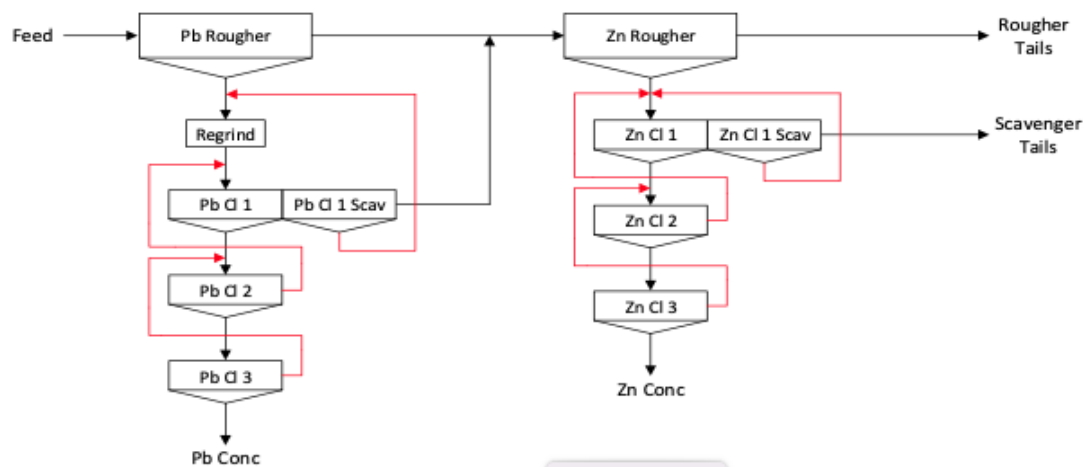 Feed
Pb Rougher
Zn Rougher
Rougher
Tails
Regrind
Zn Cl 1
Zn Cl 1 Scav
Scavenger
Tails
Pb Cl 1
Pb Cl 1 Scav
Zn Cl 2
Pb Cl 2
Zn Cl 3
Pb Cl 3
Zn Conc
Pb Conc